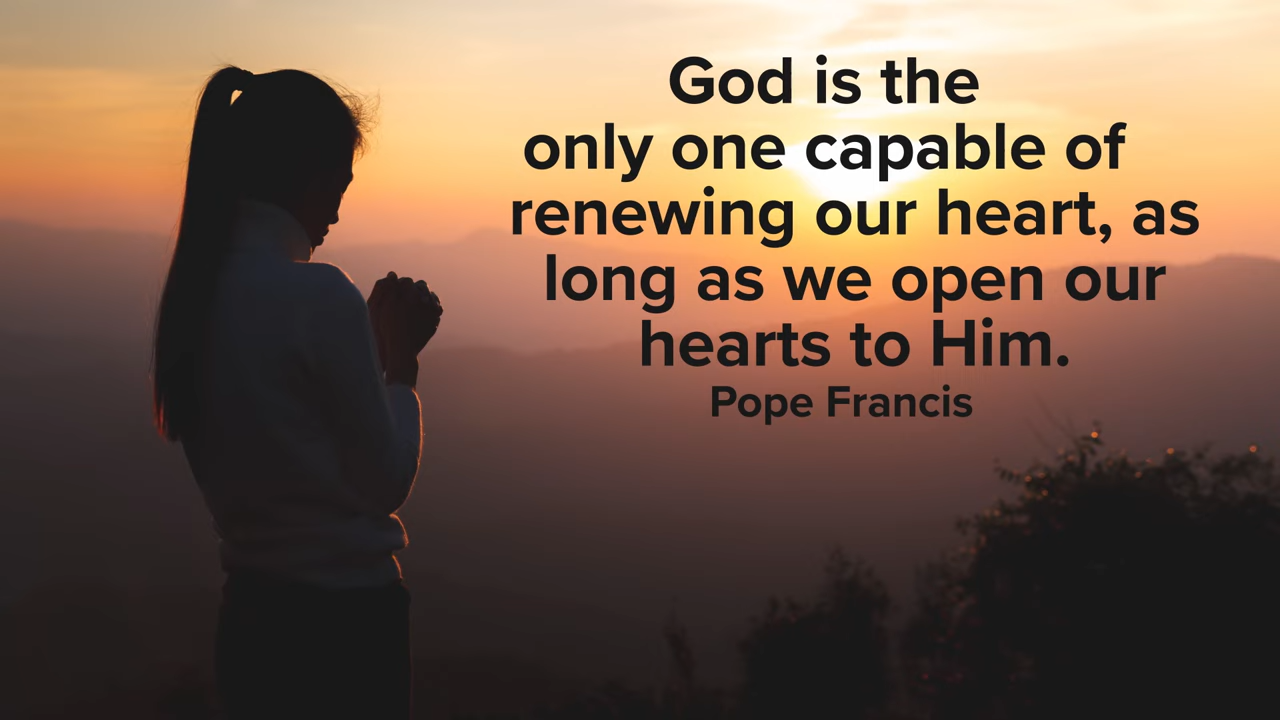 God is the
only one capable of
renewing our heart, as
long as we open our
hearts to Him.
Pope Francis